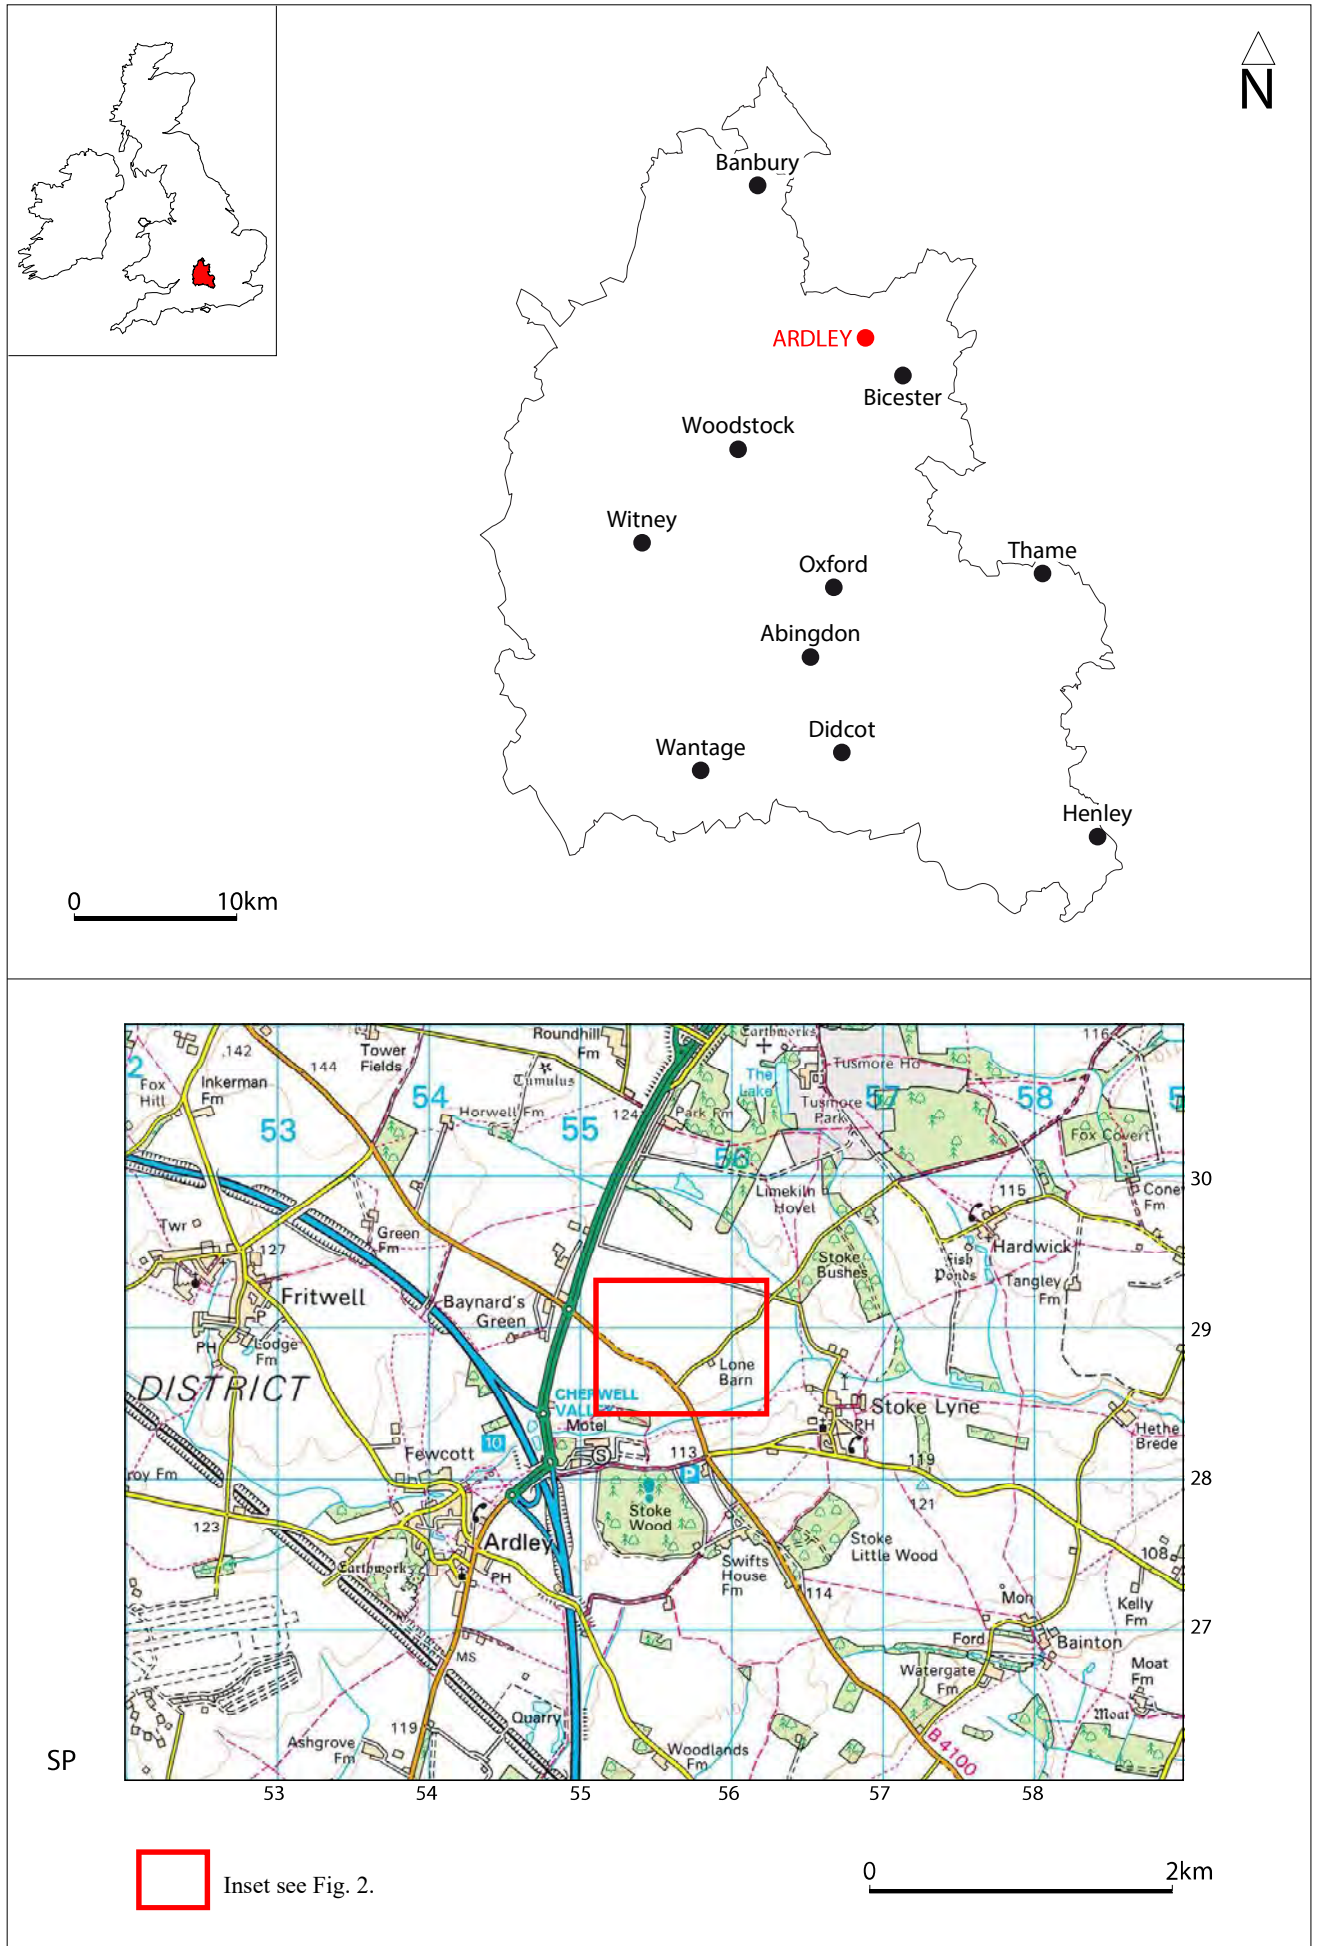 N
Banbury
ARDLEY
Bicester
Woodstock
Witney
Oxford
Thame
Abingdon
Didcot
Wantage
Henley
0 10km
Roundhill
Fm
Earthworks
116
142
Tower
Fields
144
Tumulus
The
Lake
Tusmore Ho
2
Fox
Hill
Inkerman
Fm
54
Horwell Fm
124
Park Fm
Tusmore
Park
57
58
5
53
55
56
Fox Covert
30
Limekiln
Hovel
115
Coney
Fm
Twr
127
Green
Fm
Hardwick
Stoke
Bushes
Fish
Ponds
Tangley
Fm
Fritwell
P
Baynard's
Green
29
PH
Lodge
Fm
Lone
Barn
DISTRICT
CHERWELL
VALLEY
Motel
Stoke Lyne
PH
Hethe
Brede
10
Fewcott
S
113
119
roy Fm
P
28
121
123
Stoke
Wood
Ardley
Stoke
Little Wood
108
Earthworks
PH
Swifts
House
Fm
114
Mon
Kelly
Fm
27
Ford
Bainton
MS
Watergate
Fm
Moat
Fm
Quarry
Moat
119
Ashgrove
Fm
Woodlands
Fm
B4100
SP
53 54 55 56 57 58
Inset see Fig. 2.
0 2km